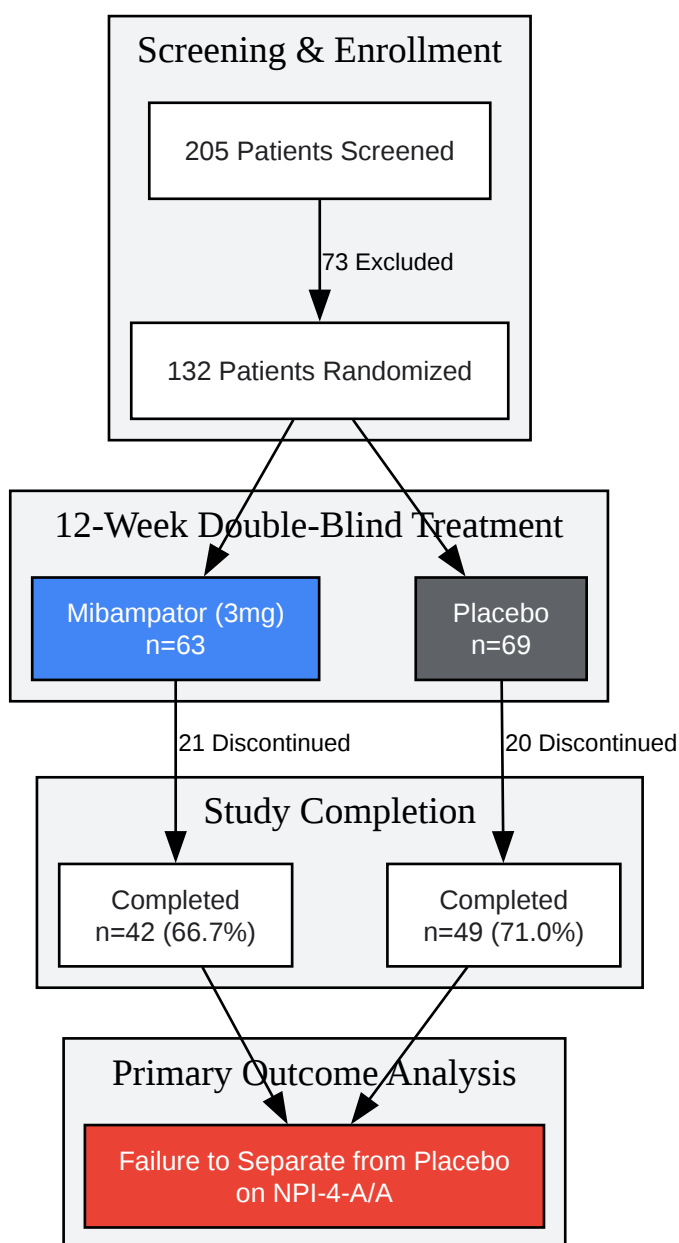 Screening & Enrollment
205 Patients Screened
73 Excluded
132 Patients Randomized
12-Week Double-Blind Treatment
Mibampator (3mg)
n=63
Placebo
n=69
21 Discontinued
20 Discontinued
Study Completion
Completed
n=42 (66.7%)
Completed
n=49 (71.0%)
Primary Outcome Analysis
Failure to Separate from Placebo
on NPI-4-A/A